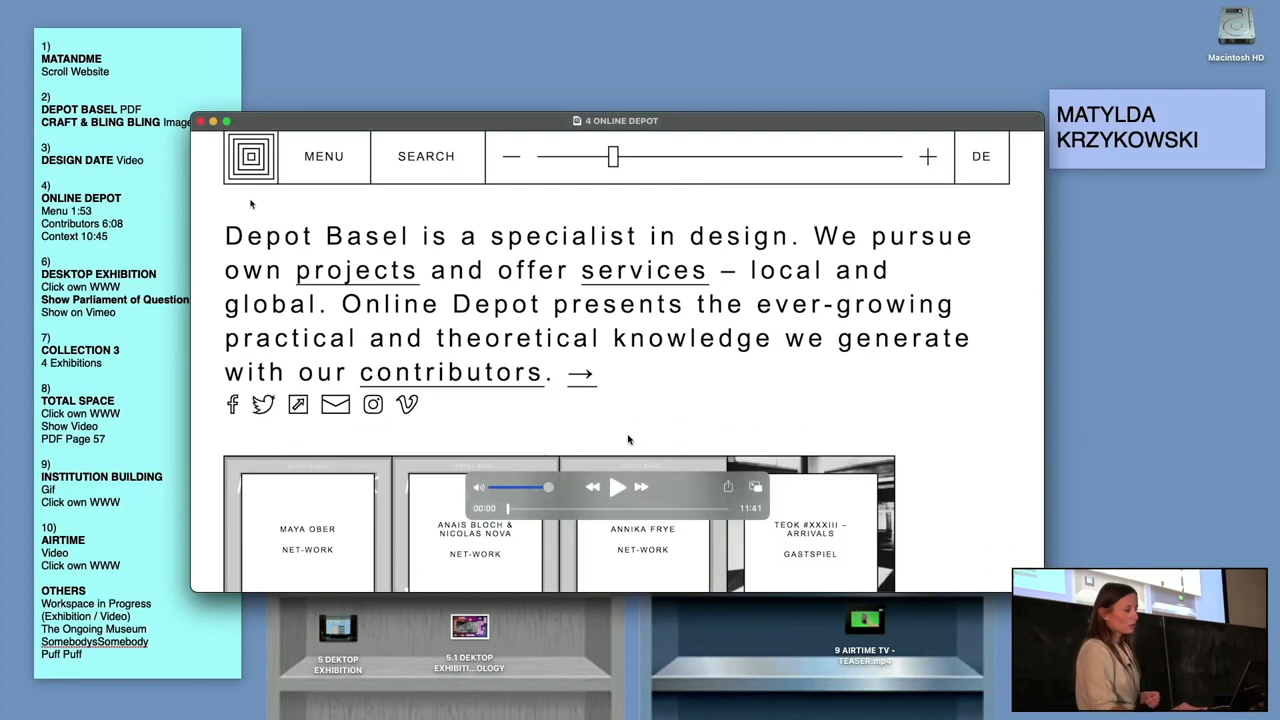 1)
MATANDME
Scroll Website
2)
DEPOT BASEL PDF
CRAFT & BLING BLING Imag
3)
DESIGN DATE Video
4)
ONLINE DEPOT
Menu 1:53
Contributors 6:08
Context 10:45
6)
DESKTOP EXHIBITION
Click own WWW
Show Parliament of Question
Show on Vimeo
7)
COLLECTION 3
4 Exhibitions
8)
TOTAL SPACE
Click own WWW
Show Video
PDF Page 57
9)
INSTITUTION BUILDING
Gif
Click own WWW
10)
AIRTIME
Video
Click own WWW
OTHERS
Workspace in Progress
(Exhibition / Video)
The Ongoing Museum
SomebodysSomebody
Puff Puff
4 ONLINE DEPOT
MENU
SEARCH
DE
Depot Basel is a specialist in design. We pursue
own projects and offer services – local and
global. Online Depot presents the ever-growing
practical and theoretical knowledge we generate
with our contributors. →
00:00
11:41
MAYA OBER
NET-WORK
ANAIS BLOCH &
NICOLAS NOVA
NET-WORK
ANNIKA FRYE
NET-WORK
TEOK #XXXIII –
ARRIVALS
GASTSPIEL
5 DEKTOP
EXHIBITION
5.1 DEKTOP
EXHIBITI...OLOGY
9 AIRTIME TV -
TEASER.mp4
Macintosh HD
MATYLDA
KRZYKOWSKI